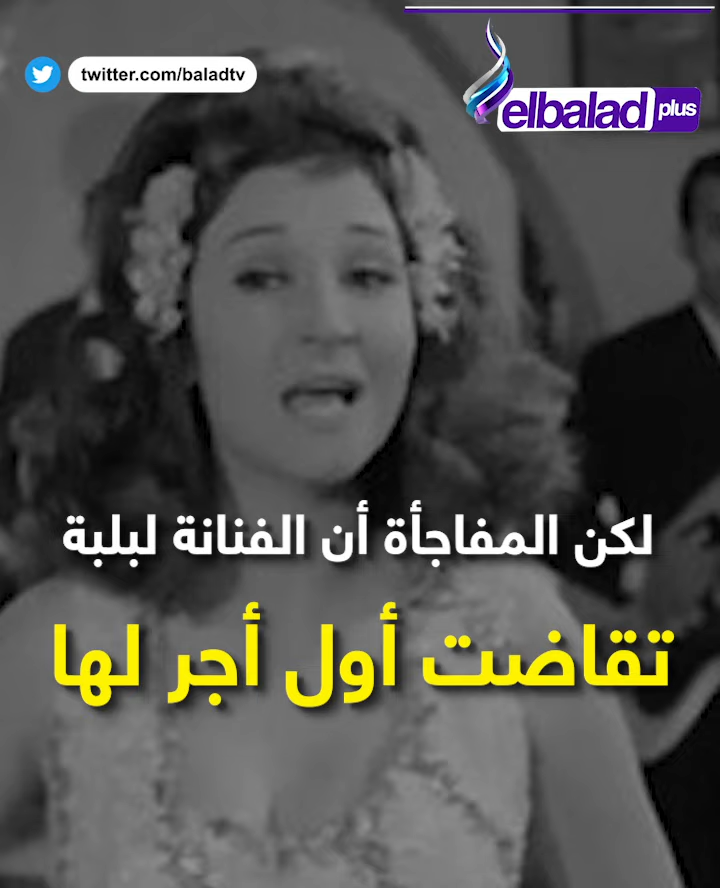 twitter.com/baladtv
elbalad plus
لكن المفاجأة أن الفنانة لبلبة
تقاضت أول أجر لها